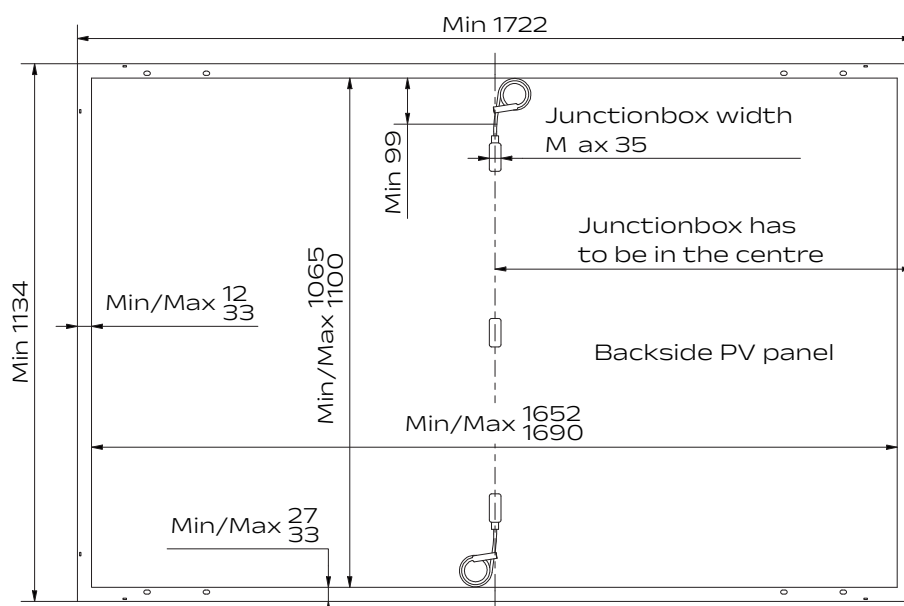 Min 1722
Junctionbox width
M ax 35
Min 99
Junctionbox has
to be in the centre
Min 1134
Min/Max 12
33
Min/Max 1065
1100
Backside PV panel
Min/Max 1652
1690
Min/Max 27
33